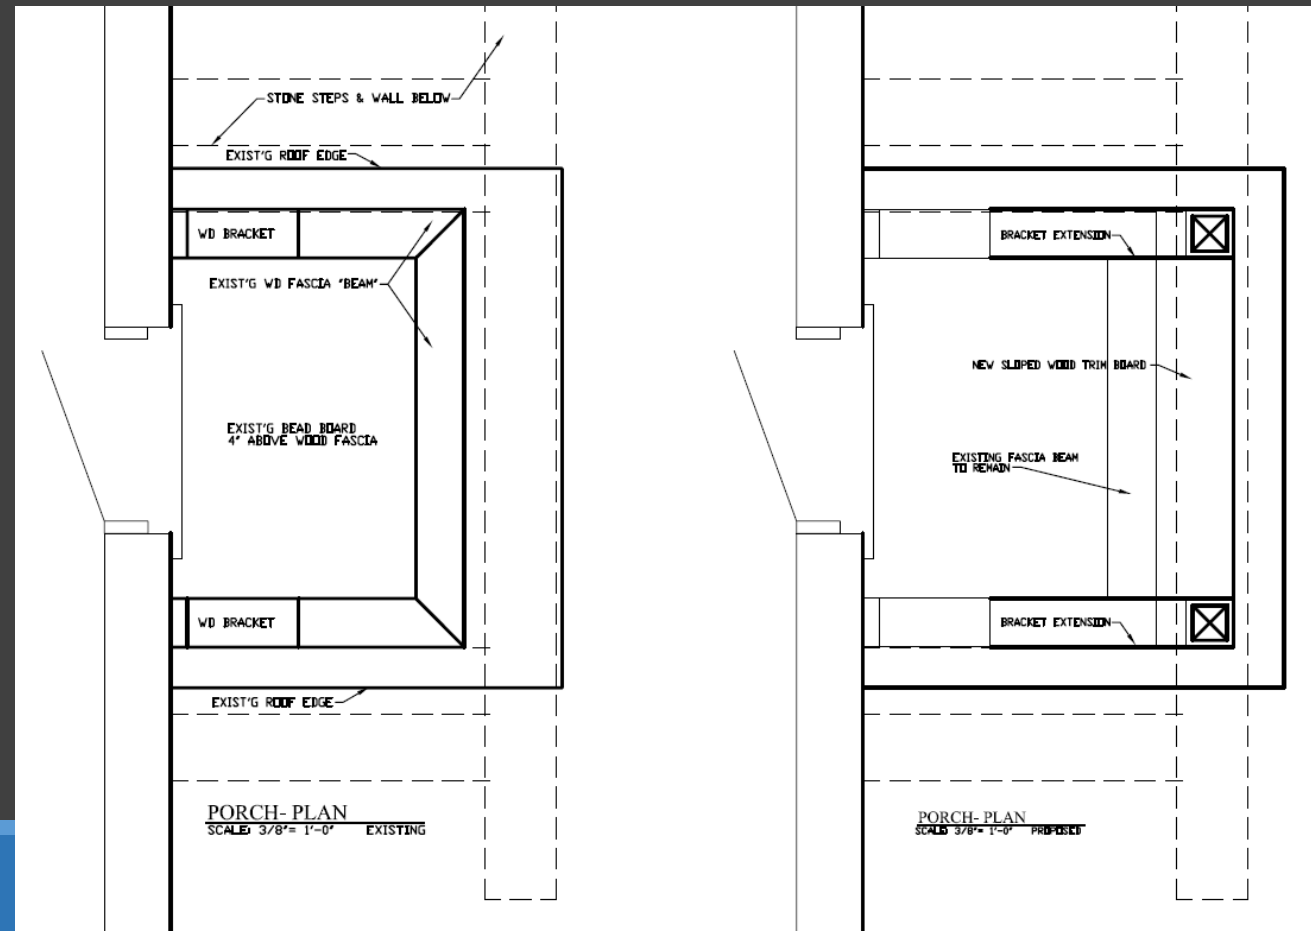 STONE STEPS & WALL BELOW
EXIST'G ROOF EDGE
WD BRACKET
EXIST'G WD FASCIA "BEAM"
EXIST'G BEAD BOARD
4" ABOVE WOOD FASCIA
WD BRACKET
EXIST'G ROOF EDGE
PORCH- PLAN
SCALE: 3/8"= 1'-0" EXISTING
BRACKET EXTENSION
NEW SLOPED WOOD TRIM BOARD
EXISTING FASCIA BEAM
TO REMAIN
BRACKET EXTENSION
PORCH- PLAN
SCALE: 3/8"= 1'-0" PROPOSED